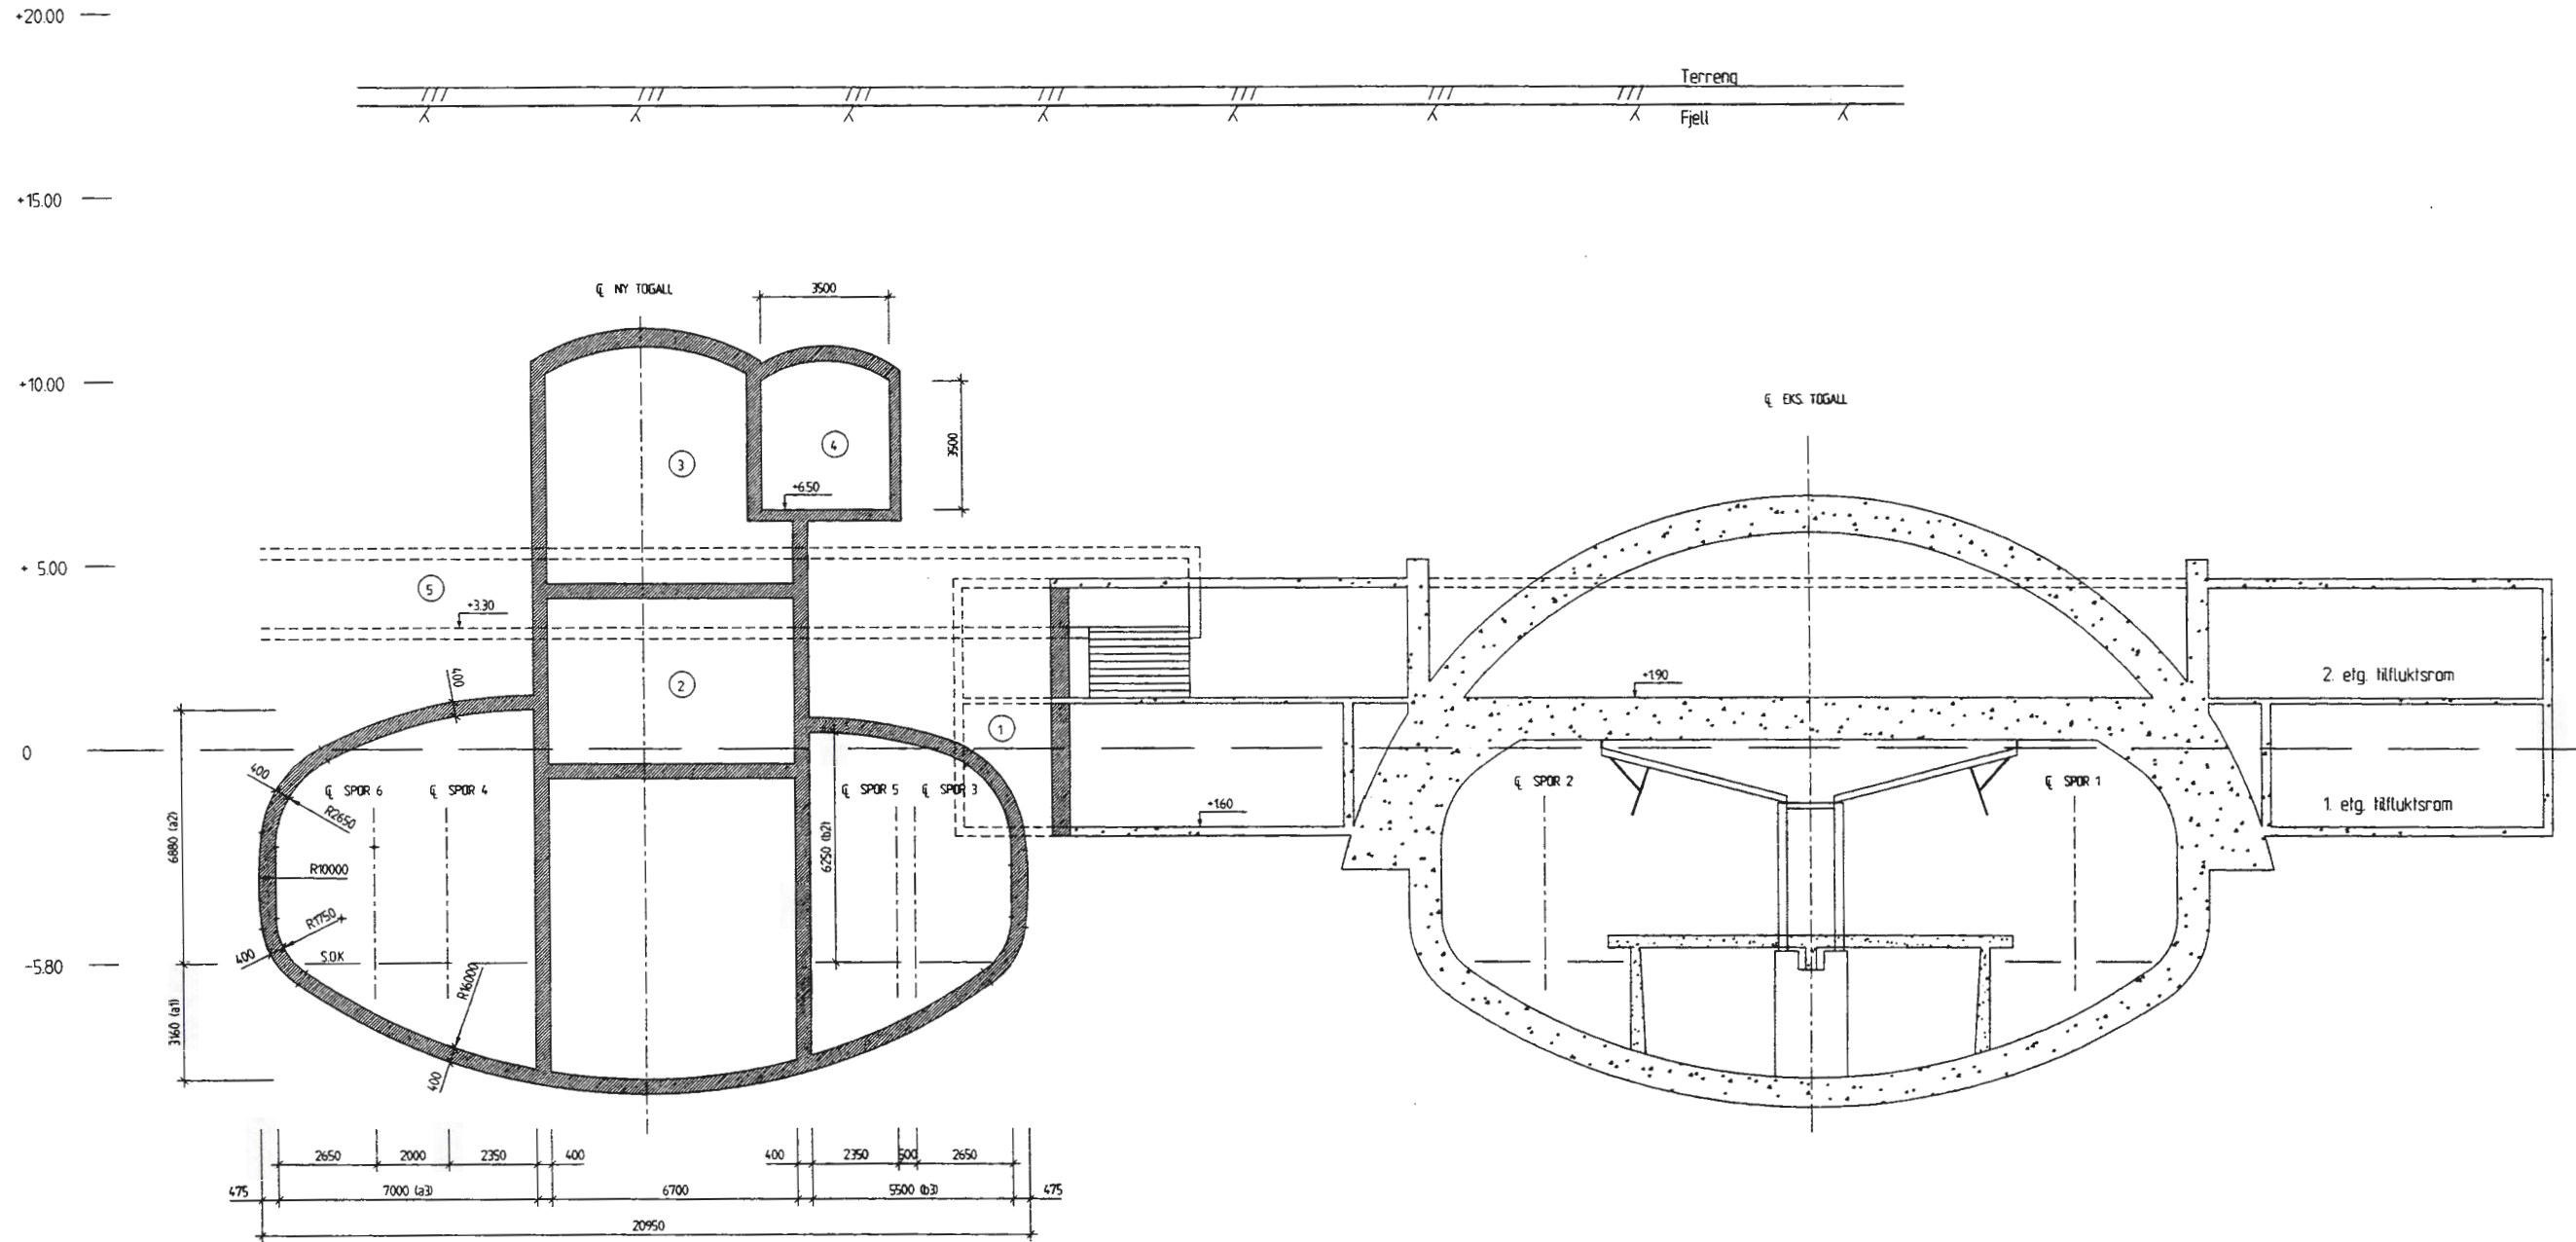 +20.00
Terreng
Fjell
+15.00
℄ NY TOGALL
3500
+10.00
℄ EKS. TOGALL
4
3500
3
+6.50
+ 5.00
5
+3.30
400
2
+1.90
2. etg. tilfluktsrom
1
0
400
℄ SPOR 6
℄ SPOR 4
℄ SPOR 5
℄ SPOR 3
℄ SPOR 2
℄ SPOR 1
R2650
+1.60
1. etg. tilfluktsrom
6880 (a2)
6250 (b2)
R10000
R1750
400
S.O.K
-5.80
R16000
3160 (a1)
400
2650
2000
2350
400
400
2350
500
2650
475
7000 (a3)
6700
5500 (b3)
475
20950